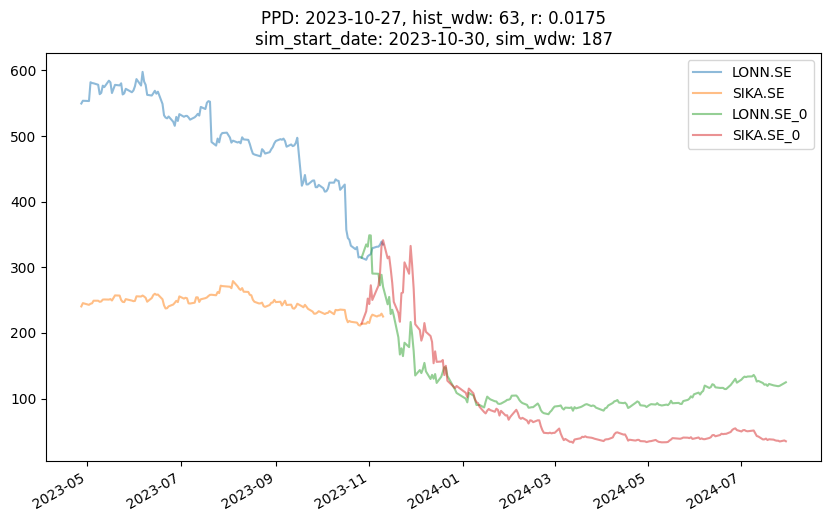 PPD: 2023-10-27, hist_wdw: 63, r: 0.0175
sim_start_date: 2023-10-30, sim_wdw: 187
600
500
400
300
200
100
LONN.SE
SIKA.SE
LONN.SE_0
SIKA.SE_0
2023-05
2023-07
2023-09
2023-11
2024-01
2024-03
2024-05
2024-07